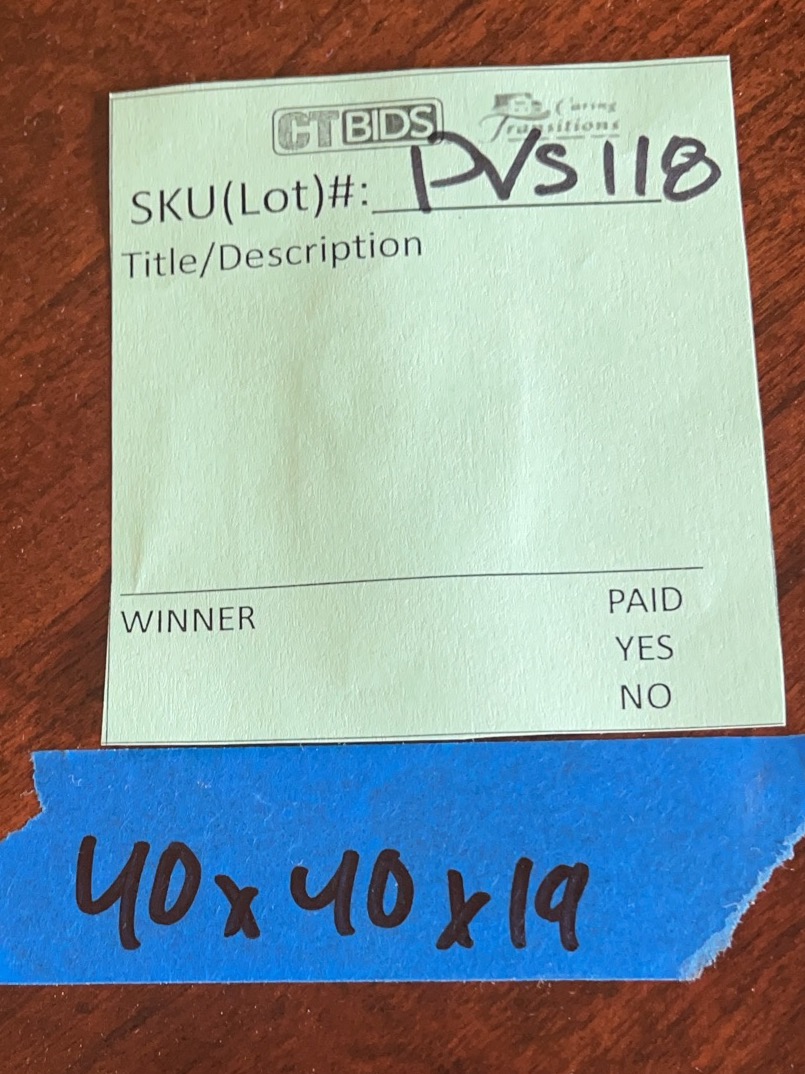 CTBIDS Caring
Transitions
SKU(Lot)#: PVS118
Title/Description
WINNER PAID
YES
NO
40x40x19